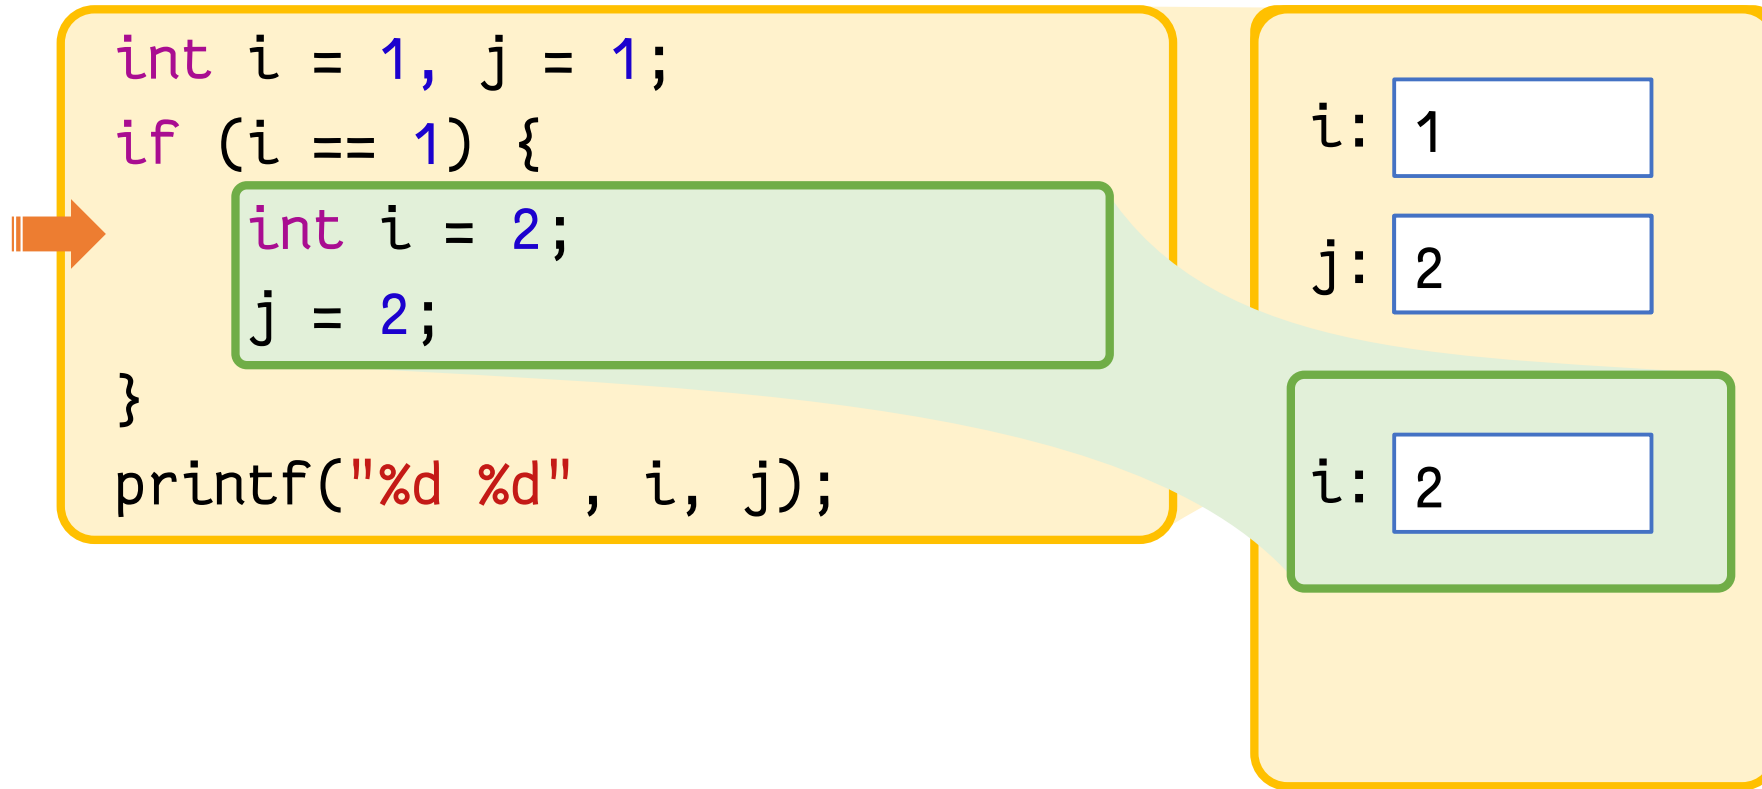 int i = 1, j = 1;
if (i == 1) {
    int i = 2;
    j = 2;
}
printf("%d %d", i, j);
i: 1
j: 2
i: 2